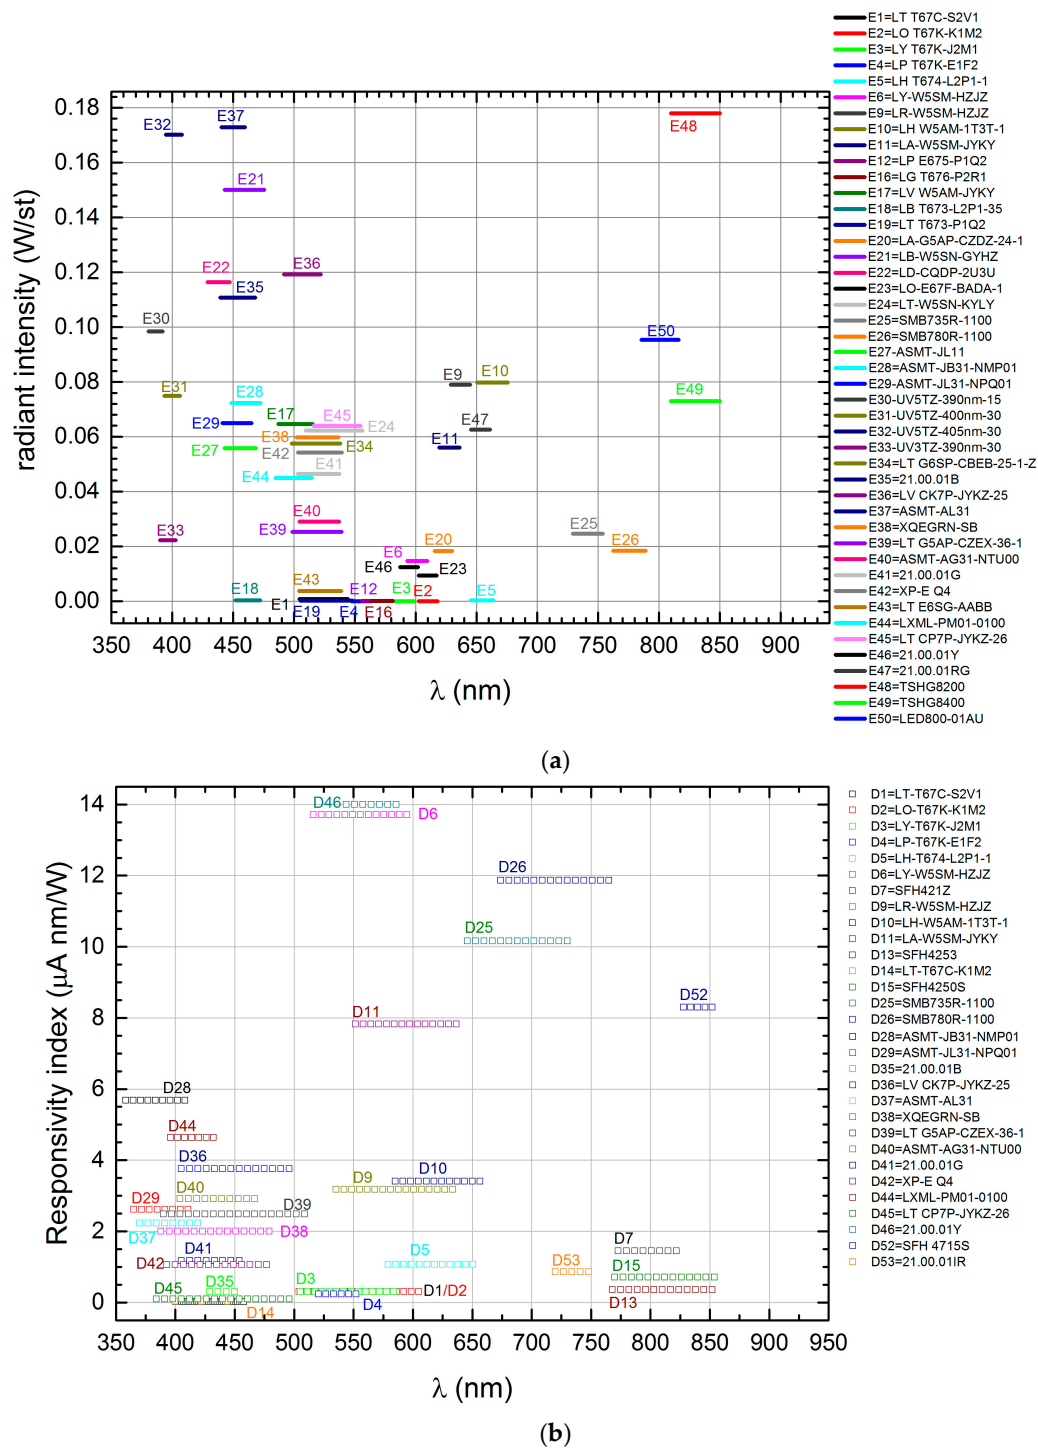 E1=LT T67C-S2V1
E2=LO T67K-K1M2
E3=LY T67K-J2M1
E4=LP T67K-E1F2
E5=LH T674-L2P1-1
E6=LY-W5SM-HZJZ
E9=LR-W5SM-HZJZ
E10=LH W5AM-1T3T-1
E11=LA-W5SM-JYKY
E12=LP E675-P1Q2
E16=LG T676-P2R1
E17=LV W5AM-JYKY
E18=LB T673-L2P1-35
E19=LT T673-P1Q2
E20=LA-G5AP-CZDZ-24-1
E21=LB-W5SN-GYHZ
E22=LD-CQDP-2U3U
E23=LO-E67F-BADA-1
E24=LT-W5SN-KYLY
E25=SMB735R-1100
E26=SMB780R-1100
E27-ASMT-JL11
E28=ASMT-JB31-NMP01
E29-ASMT-JL31-NPQ01
E30-UV5TZ-390nm-15
E31-UV5TZ-400nm-30
E32-UV5TZ-405nm-30
E33-UV3TZ-390nm-30
E34=LT G6SP-CBEB-25-1-Z
E35=21.00.01B
E36=LV CK7P-JYKZ-25
E37=ASMT-AL31
E38=XQEGRN-SB
E39=LT G5AP-CZEX-36-1
E40=ASMT-AG31-NTU00
E41=21.00.01G
E42=XP-E Q4
E43=LT E6SG-AABB
E44=LXML-PM01-0100
E45=LT CP7P-JYKZ-26
E46=21.00.01Y
E47=21.00.01RG
E48=TSHG8200
E49=TSHG8400
E50=LED800-01AU
radiant intensity (W/st)
0.18
0.16
0.14
0.12
0.10
0.08
0.06
0.04
0.02
0.00
E32 E37 E48
E21
E22 E36
E35
E30 E50
E31 E28 E9 E10 E49
E29 E17 E45 E24 E47
E27 E38 E34 E11
E42
E41
E44
E40
E33 E39 E20 E25 E26
E6
E46 E23
E18 E43 E12 E3 E2 E5
E1 E19 E4 E16
350 400 450 500 550 600 650 700 750 800 850 900
λ (nm)
(a)
Responsivity index (μA nm/W)
14
12
10
8
6
4
2
0
D46 D6
D26
D25
D52
D11
D28
D44
D36 D10
D40 D9
D29 D39
D37 D38
D41 D7
D42 D5 D53
D15
D35 D3
D45 D1/D2 D13
D14 D4
350 400 450 500 550 600 650 700 750 800 850 900 950
λ (nm)
D1=LT-T67C-S2V1
D2=LO-T67K-K1M2
D3=LY-T67K-J2M1
D4=LP-T67K-E1F2
D5=LH-T674-L2P1-1
D6=LY-W5SM-HZJZ
D7=SFH421Z
D9=LR-W5SM-HZJZ
D10=LH-W5AM-1T3T-1
D11=LA-W5SM-JYKY
D13=SFH4253
D14=LT-T67C-K1M2
D15=SFH4250S
D25=SMB735R-1100
D26=SMB780R-1100
D28=ASMT-JB31-NMP01
D29=ASMT-JL31-NPQ01
D35=21.00.01B
D36=LV CK7P-JYKZ-25
D37=ASMT-AL31
D38=XQEGRN-SB
D39=LT G5AP-CZEX-36-1
D40=ASMT-AG31-NTU00
D41=21.00.01G
D42=XP-E Q4
D44=LXML-PM01-0100
D45=LT CP7P-JYKZ-26
D46=21.00.01Y
D52=SFH 4715S
D53=21.00.01IR
(b)